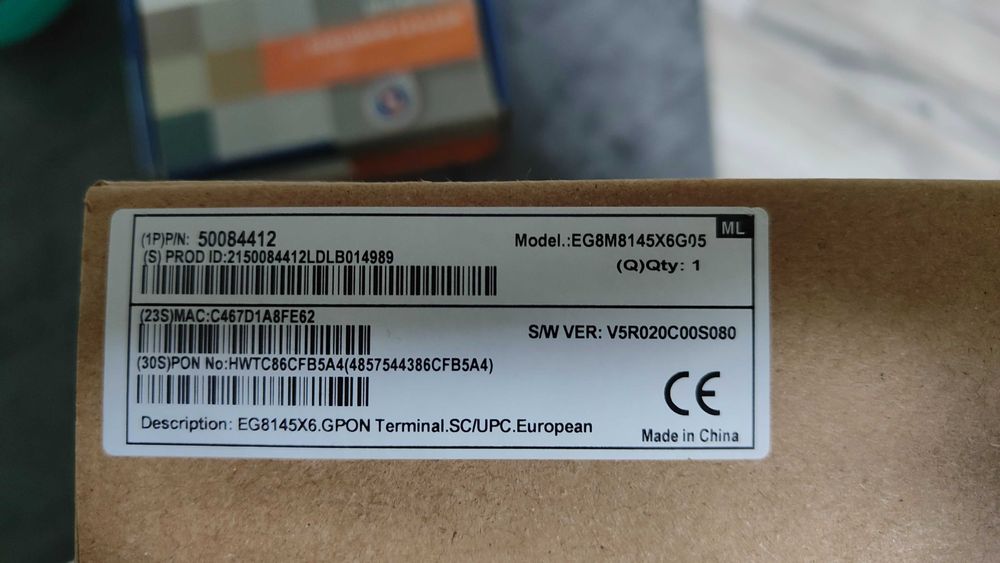 ML
(1P)P/N: 50084412
Model.:EG8M8145X6G05
(S) PROD ID:2150084412LDLB014989
(Q)Qty: 1
(23S)MAC:C467D1A8FE62
S/W VER: V5R020C00S080
(30S)PON No:HWTC86CFB5A4(4857544386CFB5A4)
CE
Description: EG8145X6.GPON Terminal.SC/UPC.European
Made in China